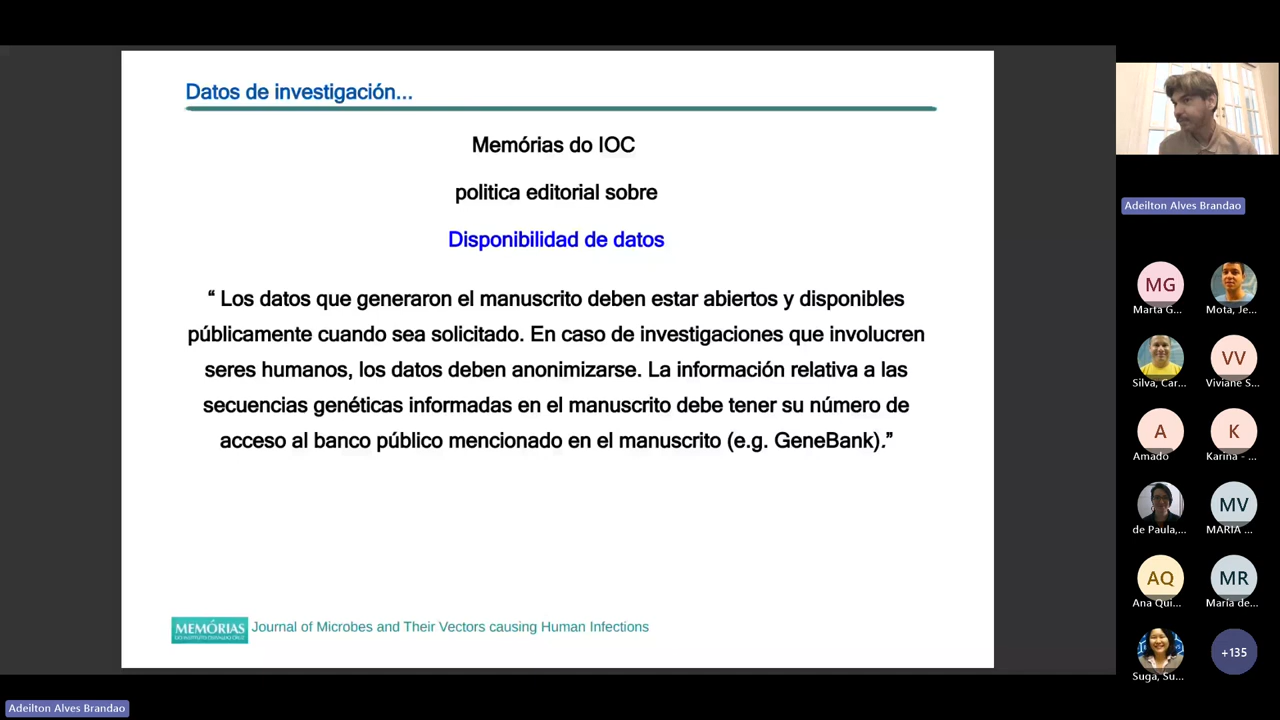 Datos de investigación...
Memórias do IOC
politica editorial sobre
Disponibilidad de datos
“ Los datos que generaron el manuscrito deben estar abiertos y disponibles
públicamente cuando sea solicitado. En caso de investigaciones que involucren
seres humanos, los datos deben anonimizarse. La información relativa a las
secuencias genéticas informadas en el manuscrito debe tener su número de
acceso al banco público mencionado en el manuscrito (e.g. GeneBank).”
MEMÓRIAS
Journal of Microbes and Their Vectors causing Human Infections
Adeilton Alves Brandao
MG
Marta G...
Mota, Je...
Silva, Car...
VV
Viviane S...
A
Amado
K
Karina - ...
de Paula,...
MV
MARIA ...
AQ
Ana Qui...
MR
Maria de...
Suga, Su...
+135
Adeilton Alves Brandao